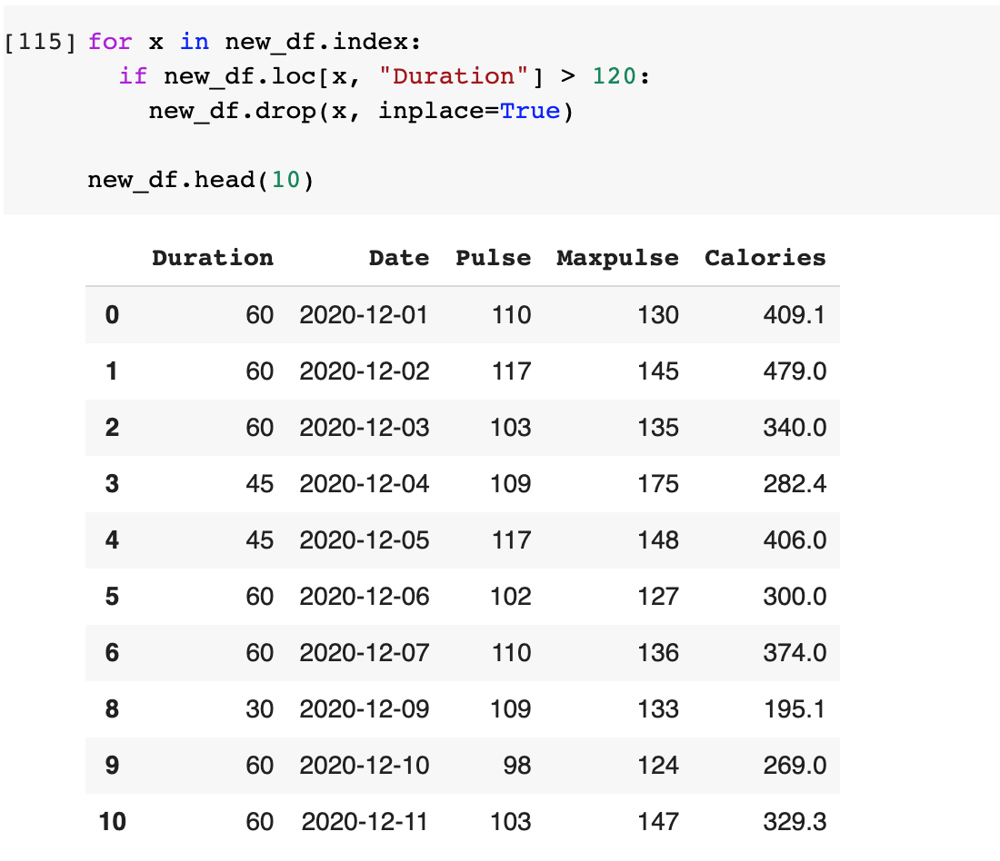 [115] for x in new_df.index:
if new_df.loc[x, "Duration"] > 120:
new_df.drop(x, inplace=True)
new_df.head(10)
Duration Date Pulse Maxpulse Calories
0 60 2020-12-01 110 130 409.1
1 60 2020-12-02 117 145 479.0
2 60 2020-12-03 103 135 340.0
3 45 2020-12-04 109 175 282.4
4 45 2020-12-05 117 148 406.0
5 60 2020-12-06 102 127 300.0
6 60 2020-12-07 110 136 374.0
8 30 2020-12-09 109 133 195.1
9 60 2020-12-10 98 124 269.0
10 60 2020-12-11 103 147 329.3